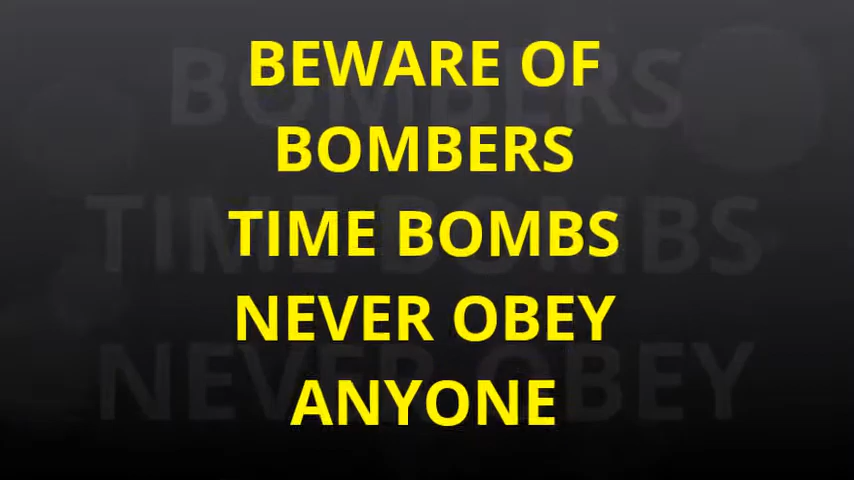 BEWARE OF
BOMBERS
TIME BOMBS
NEVER OBEY
ANYONE